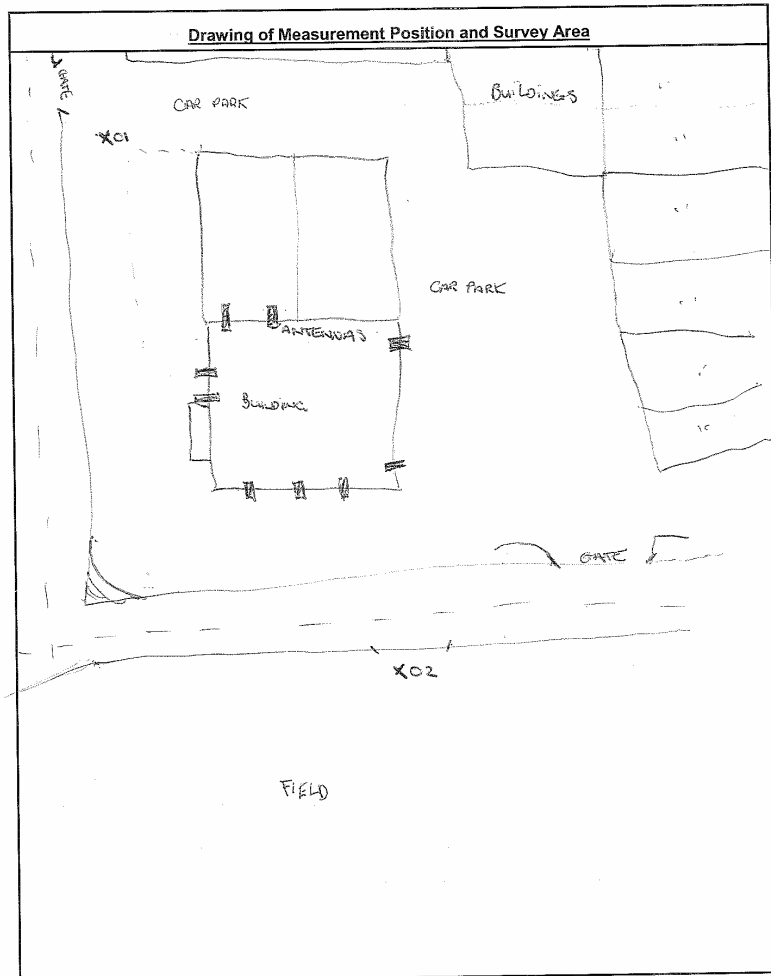 Drawing of Measurement Position and Survey Area
GATE
BUILDINGS
CAR PARK
X01
CAR PARK
ANTENNAS
BUILDING
GATE
X02
FIELD